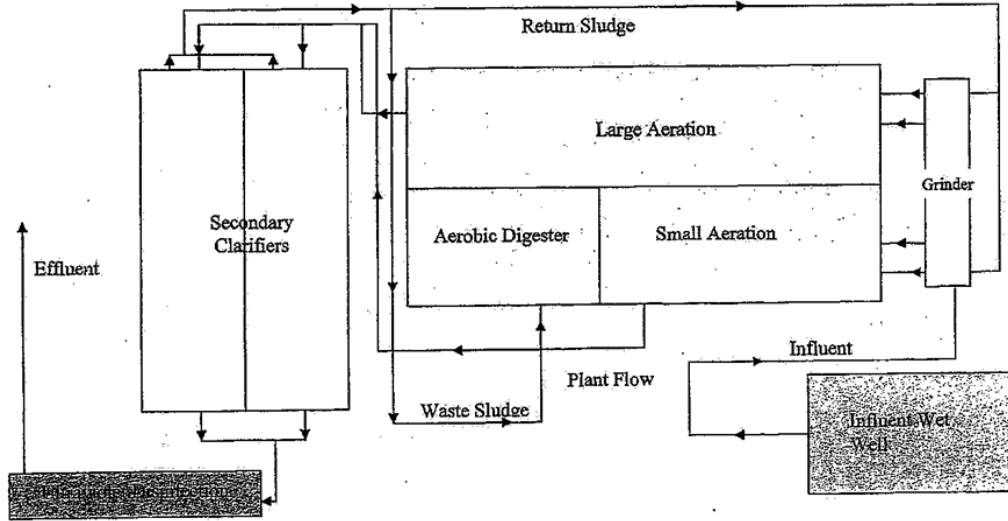 Return Sludge
Large Aeration
Grinder
Secondary
Clarifiers
Aerobic Digester
Small Aeration
Effluent
Influent
Plant Flow
Waste Sludge
Influent Wet
Well